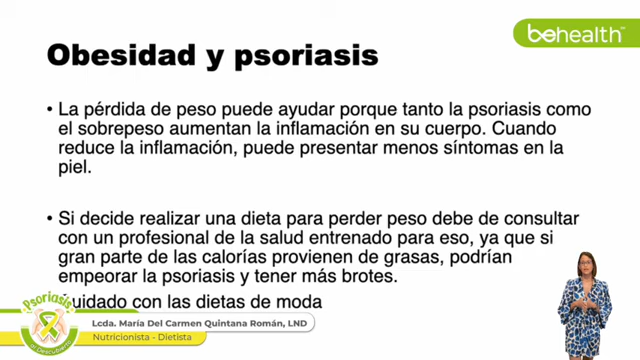 behealth™
Obesidad y psoriasis
• La pérdida de peso puede ayudar porque tanto la psoriasis como
el sobrepeso aumentan la inflamación en su cuerpo. Cuando
reduce la inflamación, puede presentar menos síntomas en la
piel.
• Si decide realizar una dieta para perder peso debe de consultar
con un profesional de la salud entrenado para eso, ya que si
gran parte de las calorías provienen de grasas, podrían
empeorar la psoriasis y tener más brotes.
con las dietas de moda
Psoriasis
al Descubierto
Lcda. María Del Carmen Quintana Román, LND
Nutricionista - Dietista